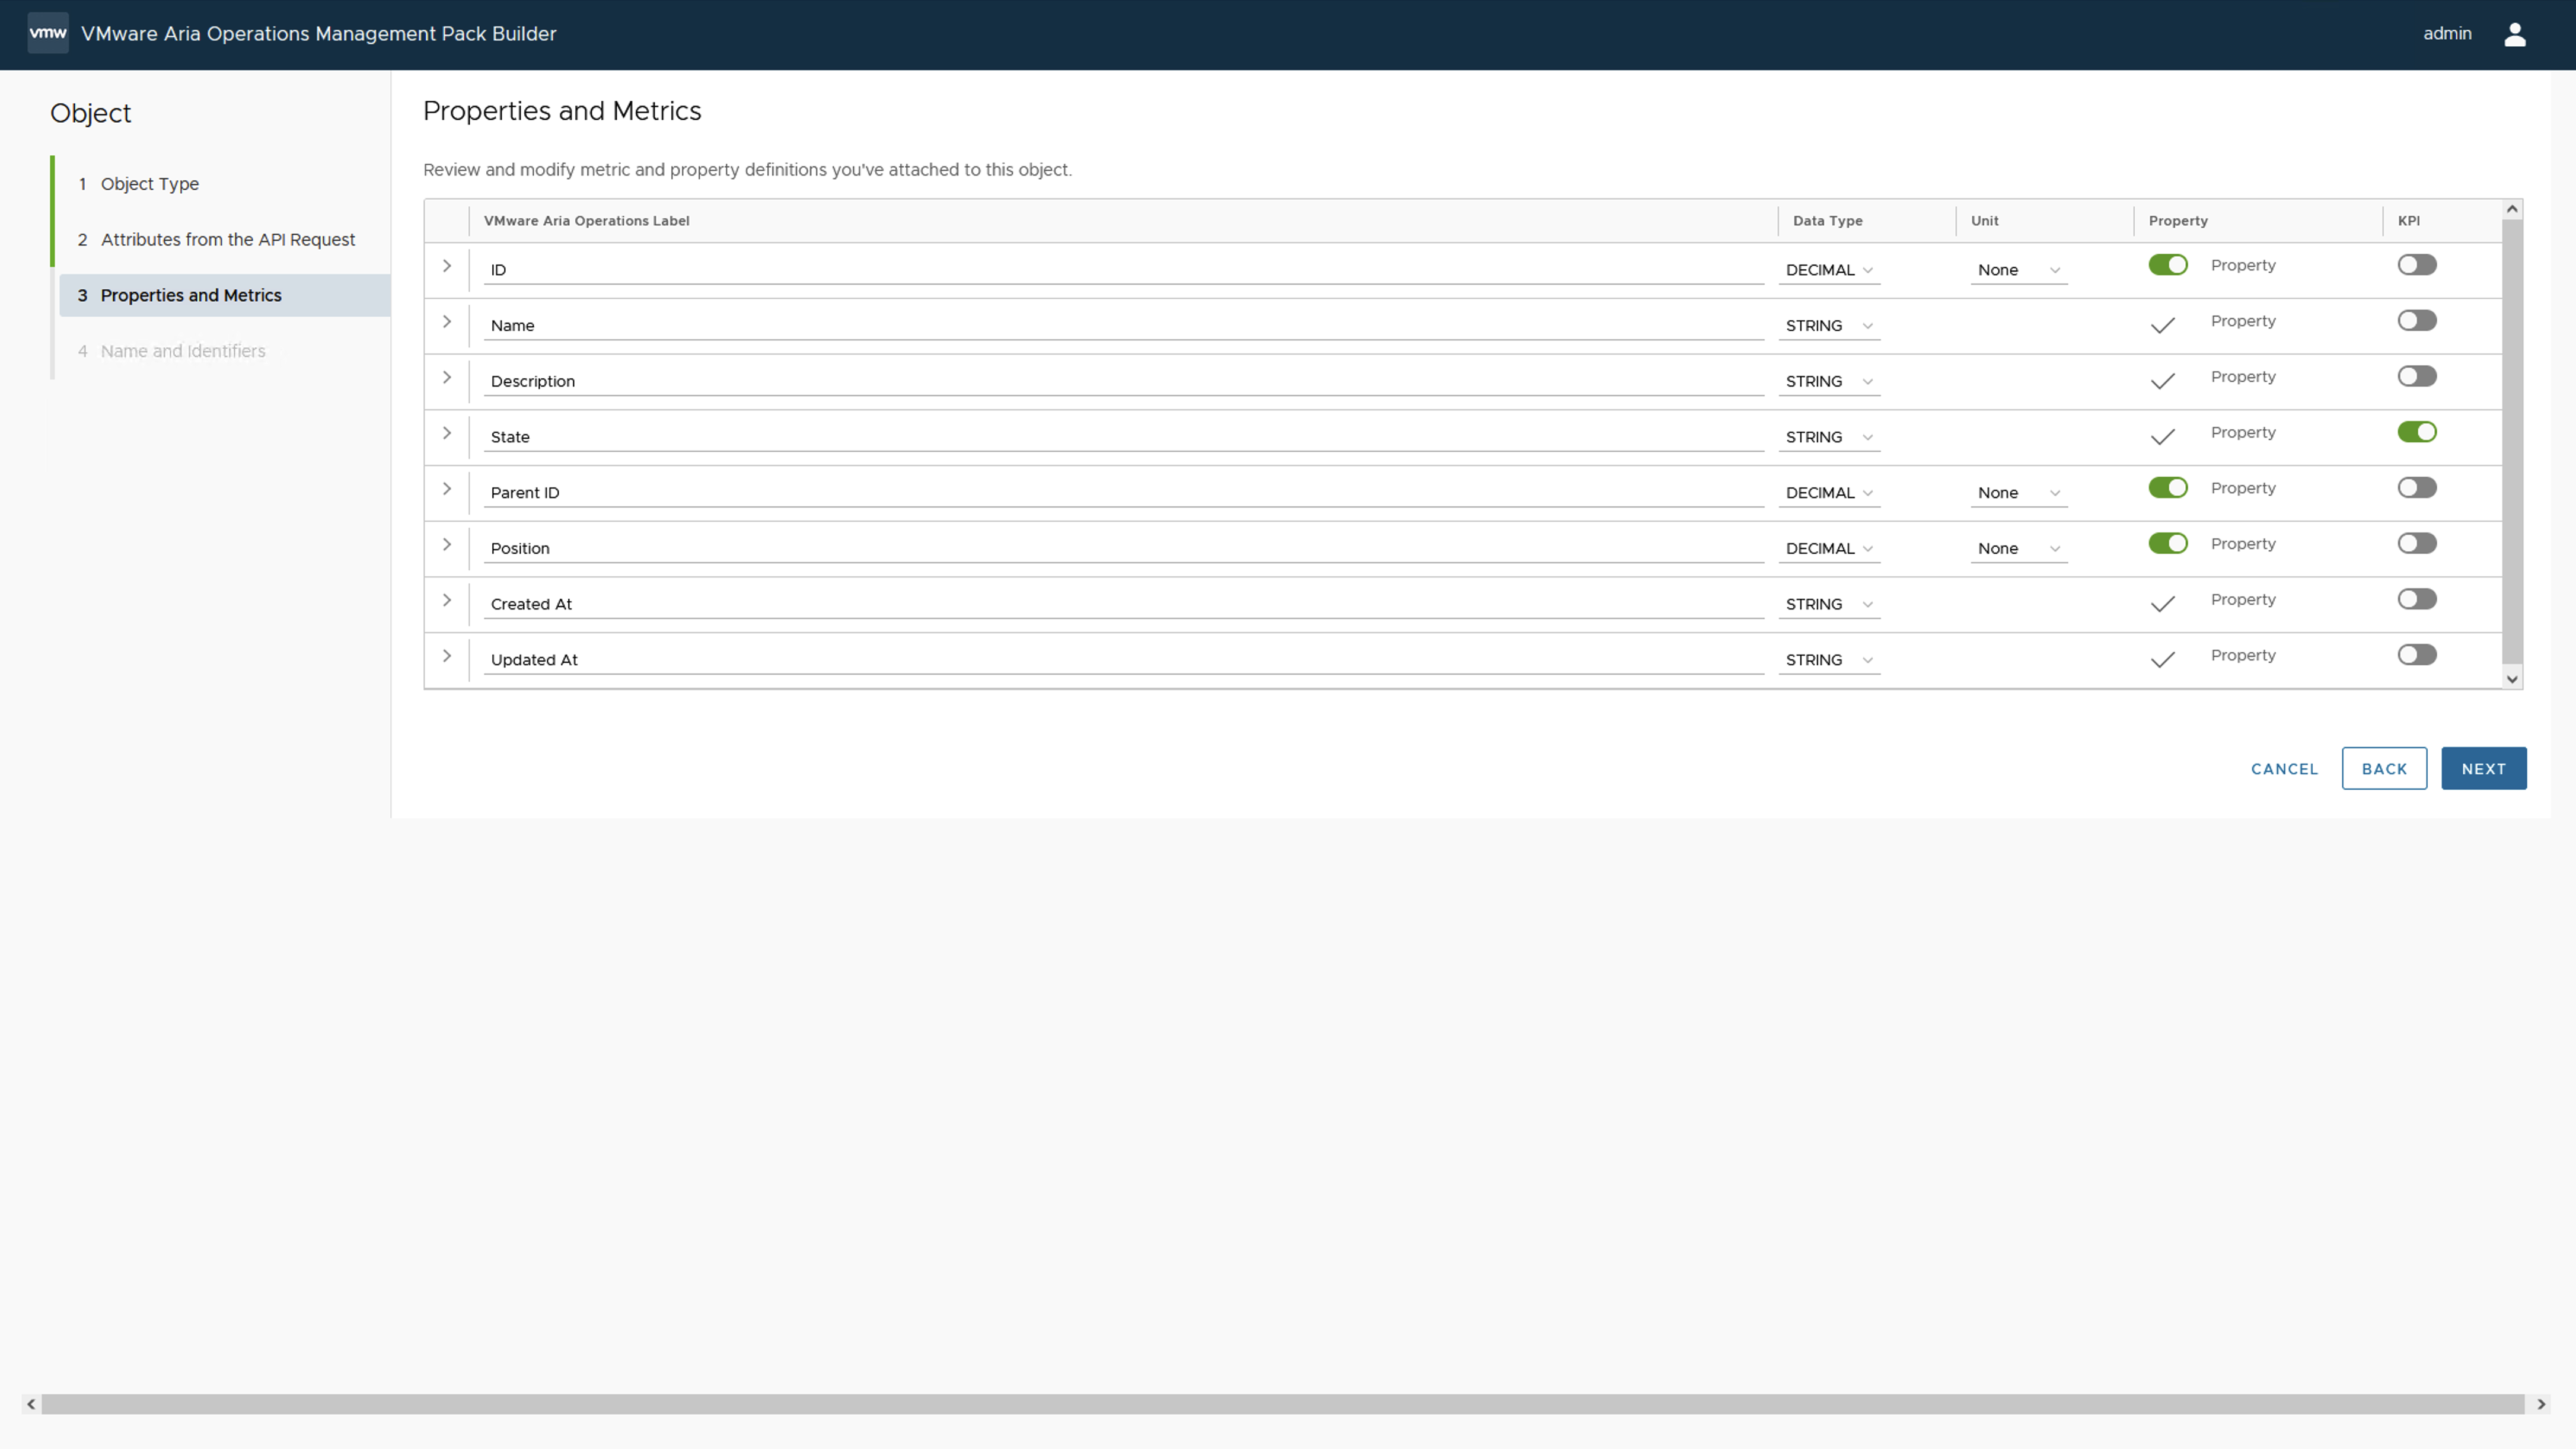 vmw VMware Aria Operations Management Pack Builder admin
Object
1 Object Type
2 Attributes from the API Request
3 Properties and Metrics
4 Name and Identifiers
Properties and Metrics
Review and modify metric and property definitions you've attached to this object.
VMware Aria Operations Label Data Type Unit Property KPI
ID DECIMAL None Property
Name STRING Property
Description STRING Property
State STRING Property
Parent ID DECIMAL None Property
Position DECIMAL None Property
Created At STRING Property
Updated At STRING Property
CANCEL BACK NEXT